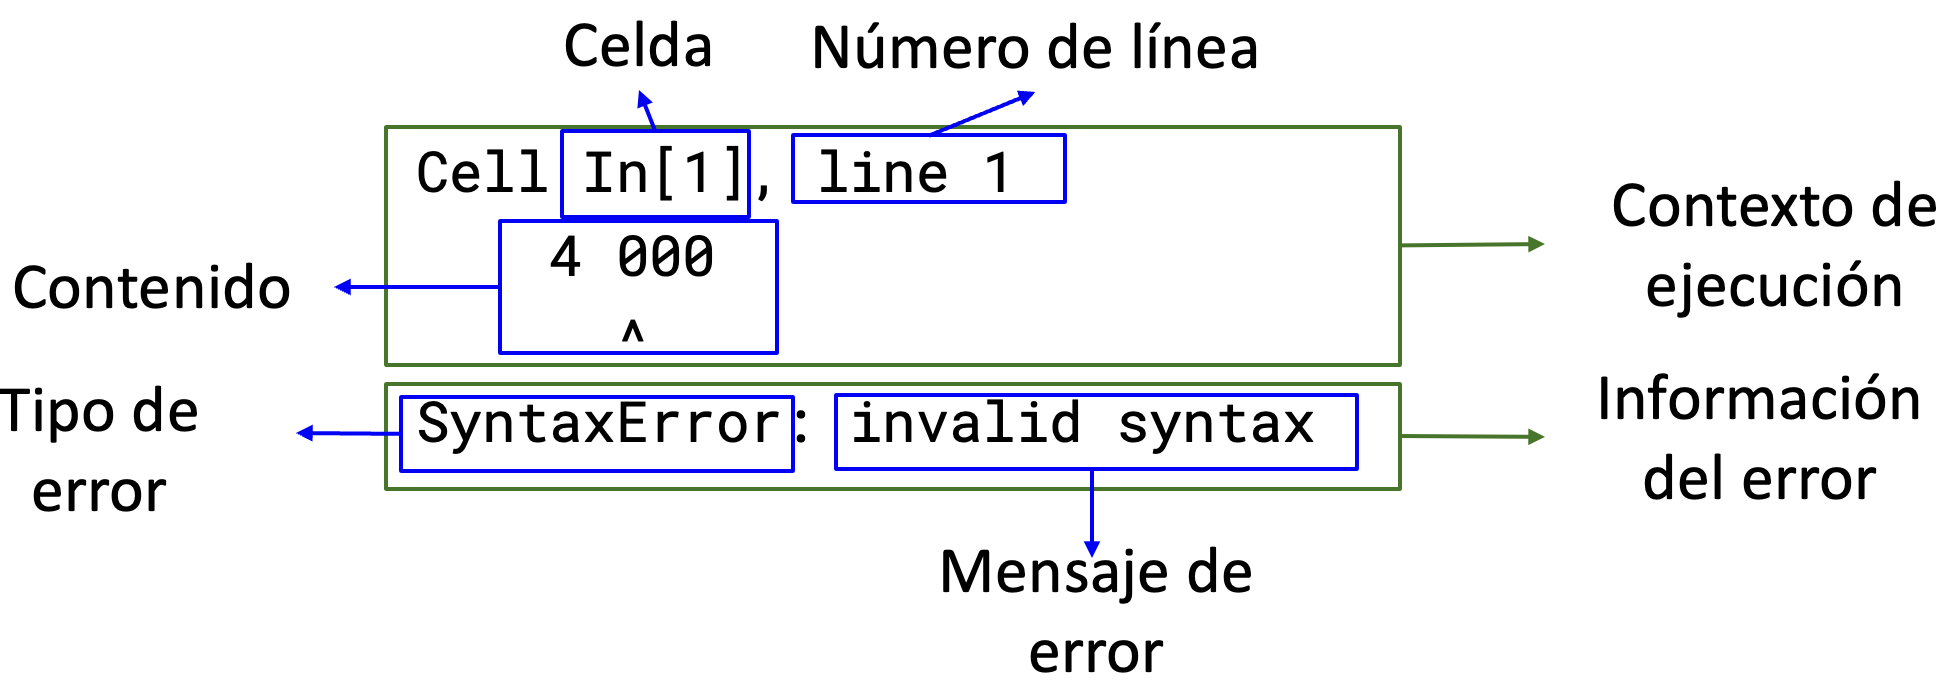 Celda
Número de línea
Cell In[1], line 1
4 000
^
Contenido
Contexto de
ejecución
Tipo de
error
SyntaxError: invalid syntax
Información
del error
Mensaje de
error